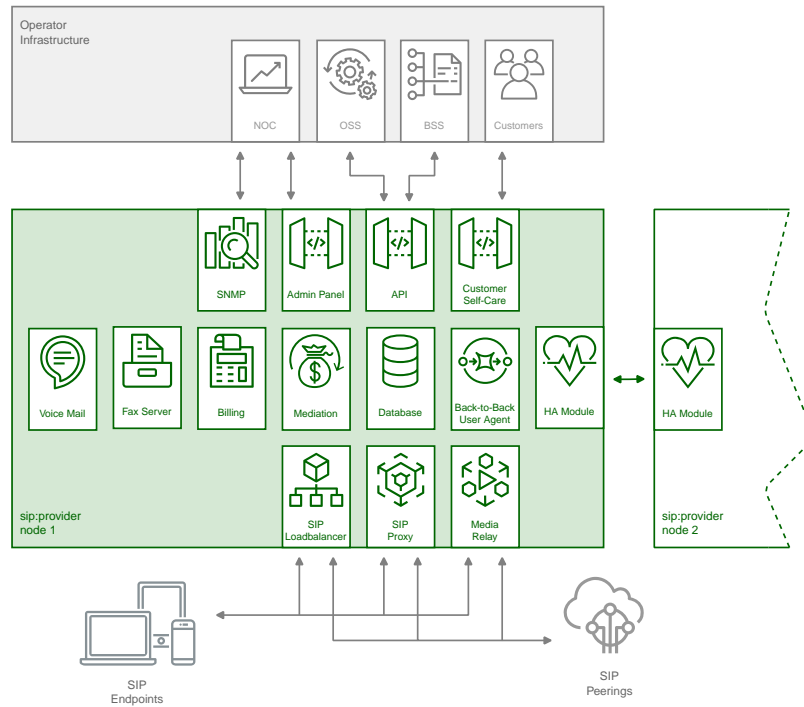 Operator
Infrastructure
NOC
OSS
BSS
Customers
SNMP
Admin Panel
API
Customer
Self-Care
Voice Mail
Fax Server
Billing
Mediation
Database
Back-to-Back
User Agent
HA Module
HA Module
sip:provider
node 1
SIP
Loadbalancer
SIP
Proxy
Media
Relay
sip:provider
node 2
SIP
Endpoints
SIP
Peerings